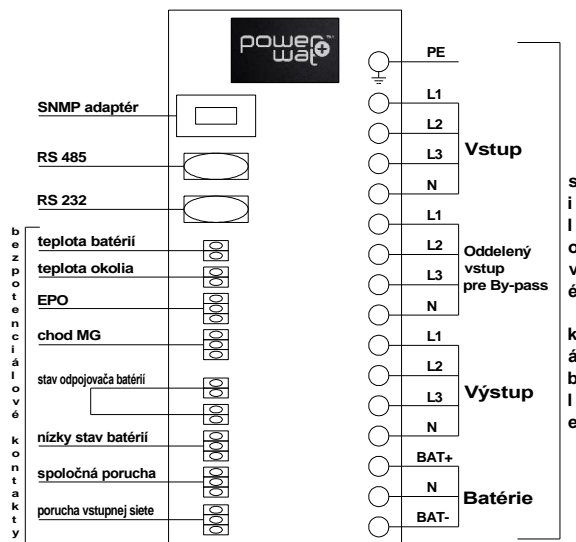 power
wat+
SNMP adaptér
RS 485
RS 232
bezpotenciálové kontakty
teplota batérií
teplota okolia
EPO
chod MG
stav odpojovača batérií
nízky stav batérií
spoločná porucha
porucha vstupnej siete
PE
L1
L2
L3
N
Vstup
L1
L2
L3
N
Oddelený
vstup
pre By-pass
L1
L2
L3
N
Výstup
BAT+
N
BAT-
Batérie
silové káble